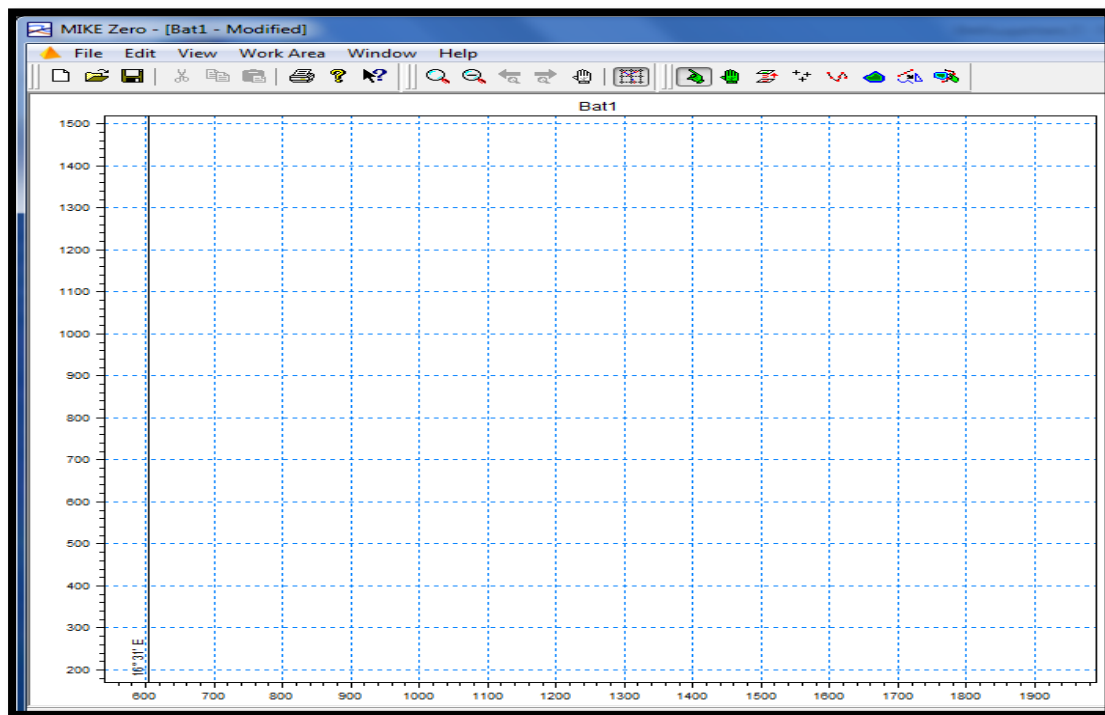 MIKE Zero - [Bat1 - Modified]
File Edit View Work Area Window Help
Bat1
1500
1400
1300
1200
1100
1000
900
800
700
600
500
400
300
200
16°31' E
600 700 800 900 1000 1100 1200 1300 1400 1500 1600 1700 1800 1900